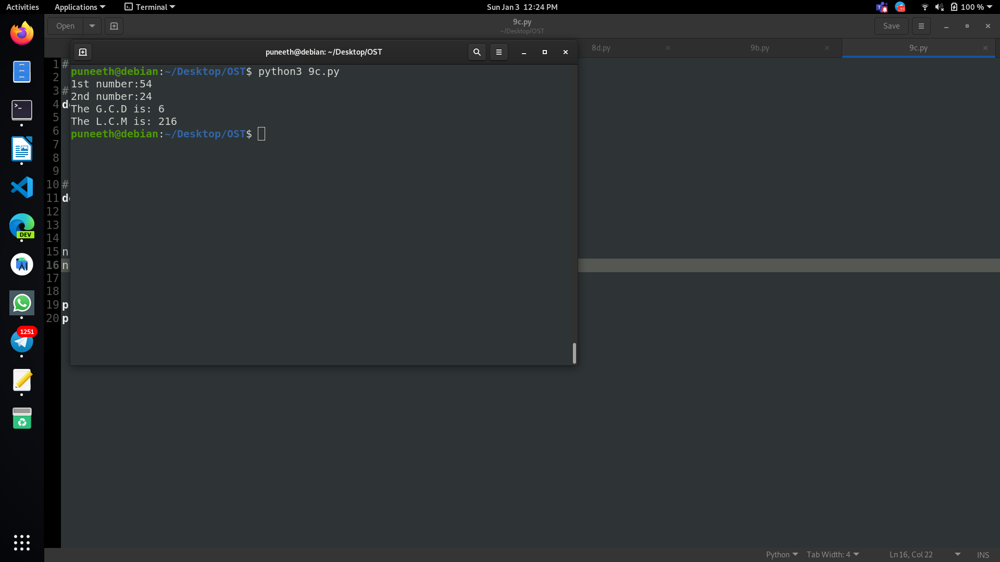 Activities Applications Terminal Sun Jan 3 12:24 PM 51 100 %
Open 9c.py Save
~/Desktop/OST
8d.py 9b.py 9c.py
puneeth@debian: ~/Desktop/OST
puneeth@debian:~/Desktop/OST$ python3 9c.py
1st number:54
2nd number:24
The G.C.D is: 6
The L.C.M is: 216
puneeth@debian:~/Desktop/OST$
1 #
2
3 #
4 de
5
6
7
8
9
10 #
11 de
12
13
14
15 n
16 n
17
18
19 p
20 p
DEV
1251
Python Tab Width: 4 Ln 16, Col 22 INS